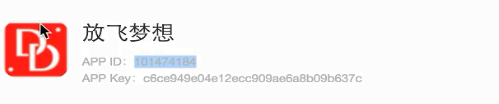 放飞梦想
APP ID：101474184
APP Key：c6ce949e04e12ecc909ae6a8b09b637c